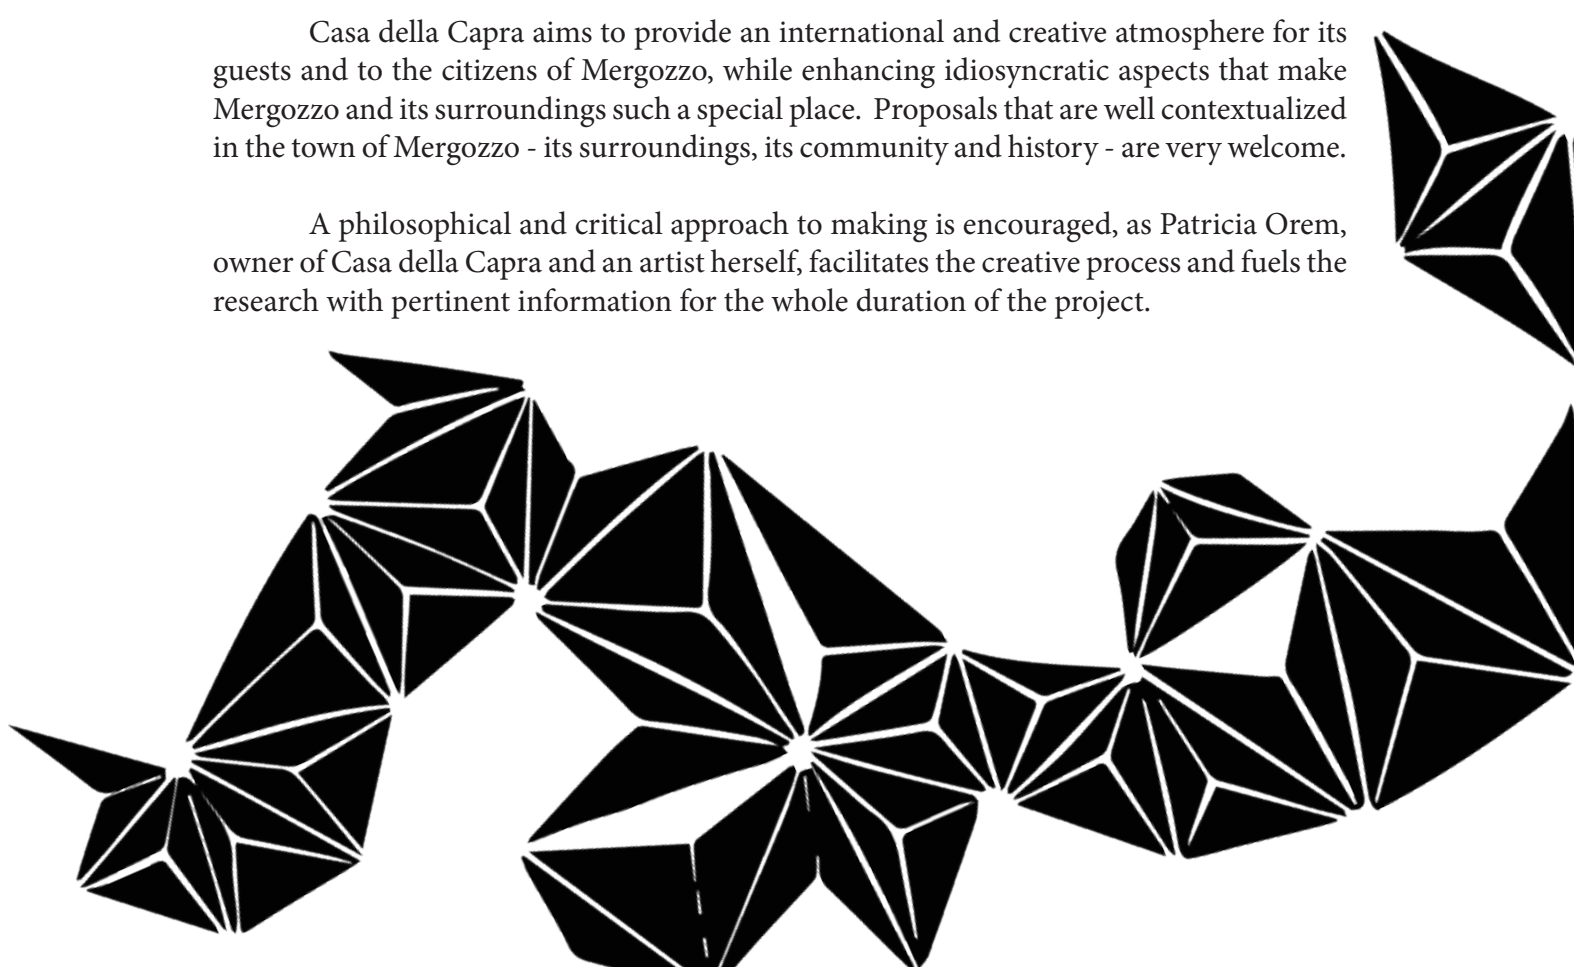 Casa della Capra aims to provide an international and creative atmosphere for its
guests and to the citizens of Mergozzo, while enhancing idiosyncratic aspects that make
Mergozzo and its surroundings such a special place.  Proposals that are well contextualized
in the town of Mergozzo - its surroundings, its community and history - are very welcome.
A philosophical and critical approach to making is encouraged, as Patricia Orem,
owner of Casa della Capra and an artist herself, facilitates the creative process and fuels the
research with pertinent information for the whole duration of the project.